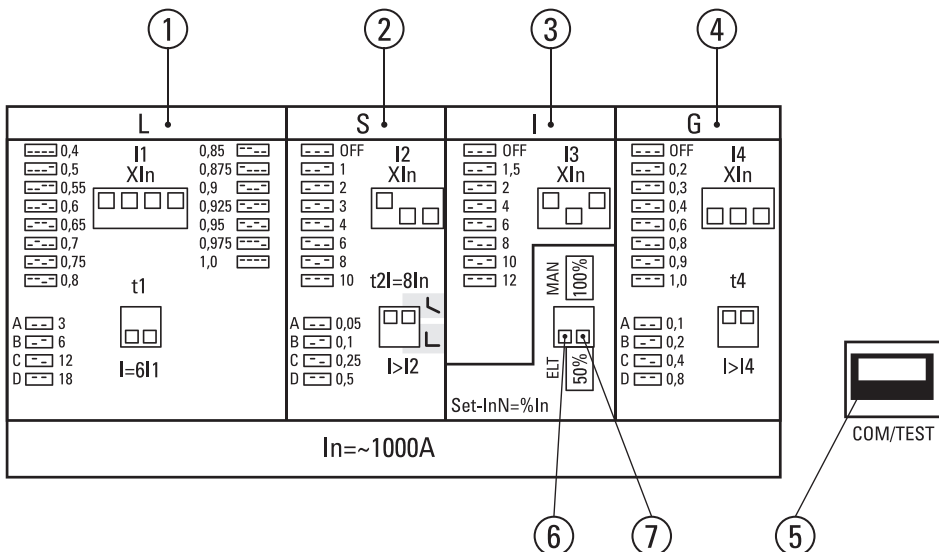 1
2
3
4
L
S
I
G
0,4
0,5
0,55
0,6
0,65
0,7
0,75
0,8
I1
XIn
0,85
0,875
0,9
0,925
0,95
0,975
1,0
t1
A 3
B 6
C 12
D 18
I=6I1
OFF
1
2
3
4
6
8
10
I2
XIn
t2I=8In
A 0,05
B 0,1
C 0,25
D 0,5
I>I2
OFF
1,5
2
4
6
8
10
12
I3
XIn
MAN
100%
ELT
50%
Set-InN=%In
OFF
0,2
0,3
0,4
0,6
0,8
0,9
1,0
I4
XIn
t4
A 0,1
B 0,2
C 0,4
D 0,8
I>I4
In=~1000A
COM/TEST
6
7
5